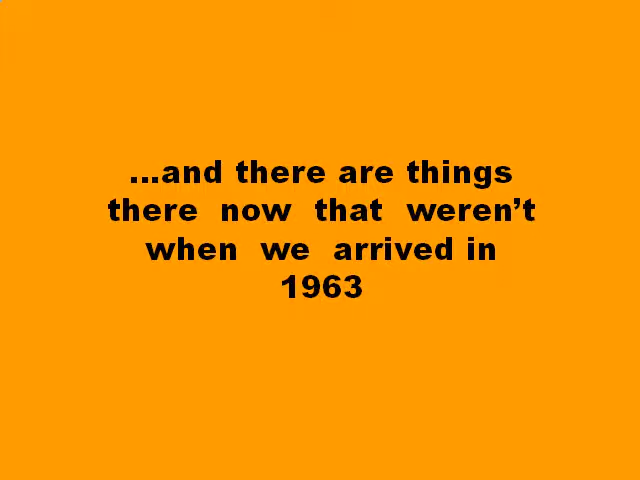 ...and there are things
there now that weren’t
when we arrived in
1963